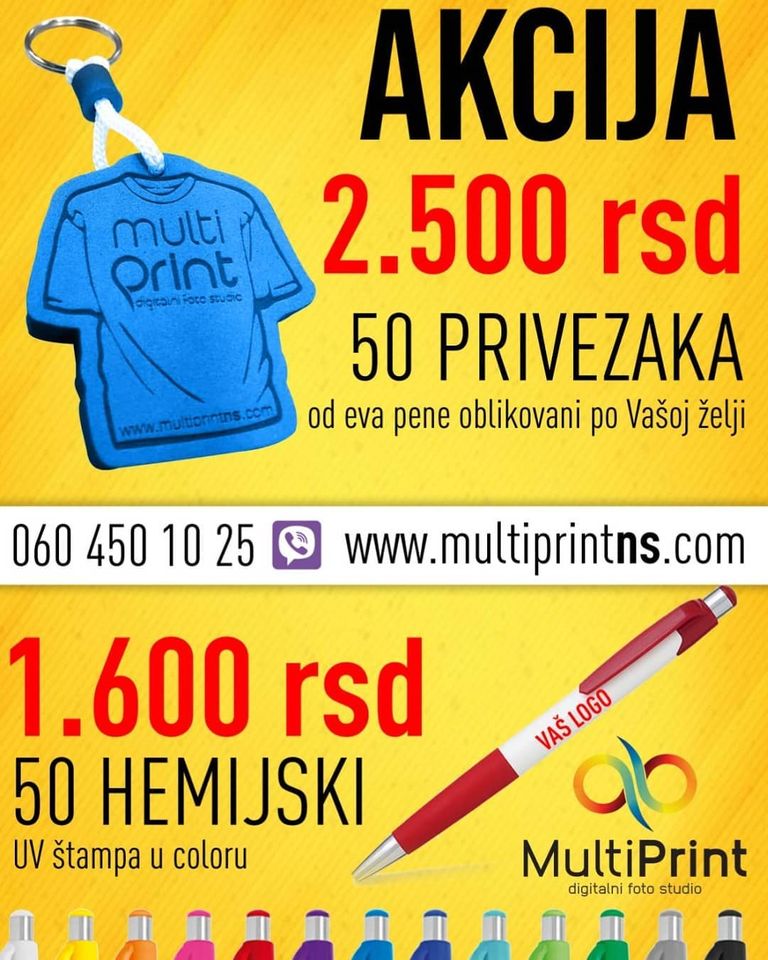 AKCIJA
2.500 rsd
50 PRIVEZAKA
od eva pene oblikovani po Vašoj želji
multi
print
digitalni foto studio
www.multiprintns.com
060 450 10 25
www.multiprintns.com
1.600 rsd
50 HEMIJSKI
UV štampa u coloru
VAŠ LOGO
MultiPrint
digitalni foto studio